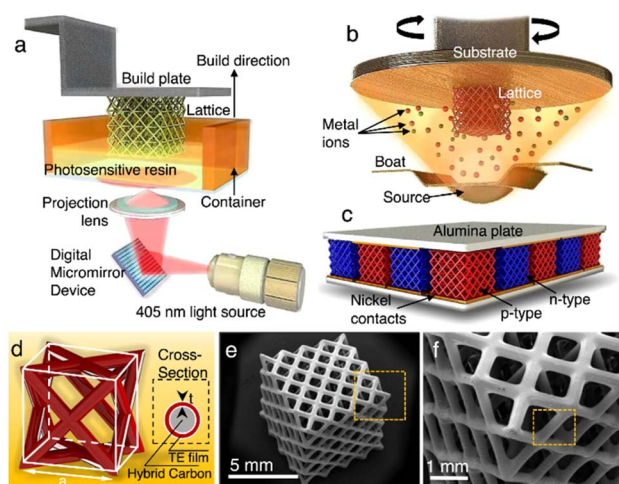 a
Build direction
Build plate
Lattice
Photosensitive resin
Projection
lens
Container
Digital
Micromirror
Device
405 nm light source
b
Substrate
Lattice
Metal
ions
Boat
Source
c
Alumina plate
Nickel
contacts
n-type
p-type
d
Cross-
Section
t
TE film
Hybrid Carbon
a
e
5 mm
f
1 mm